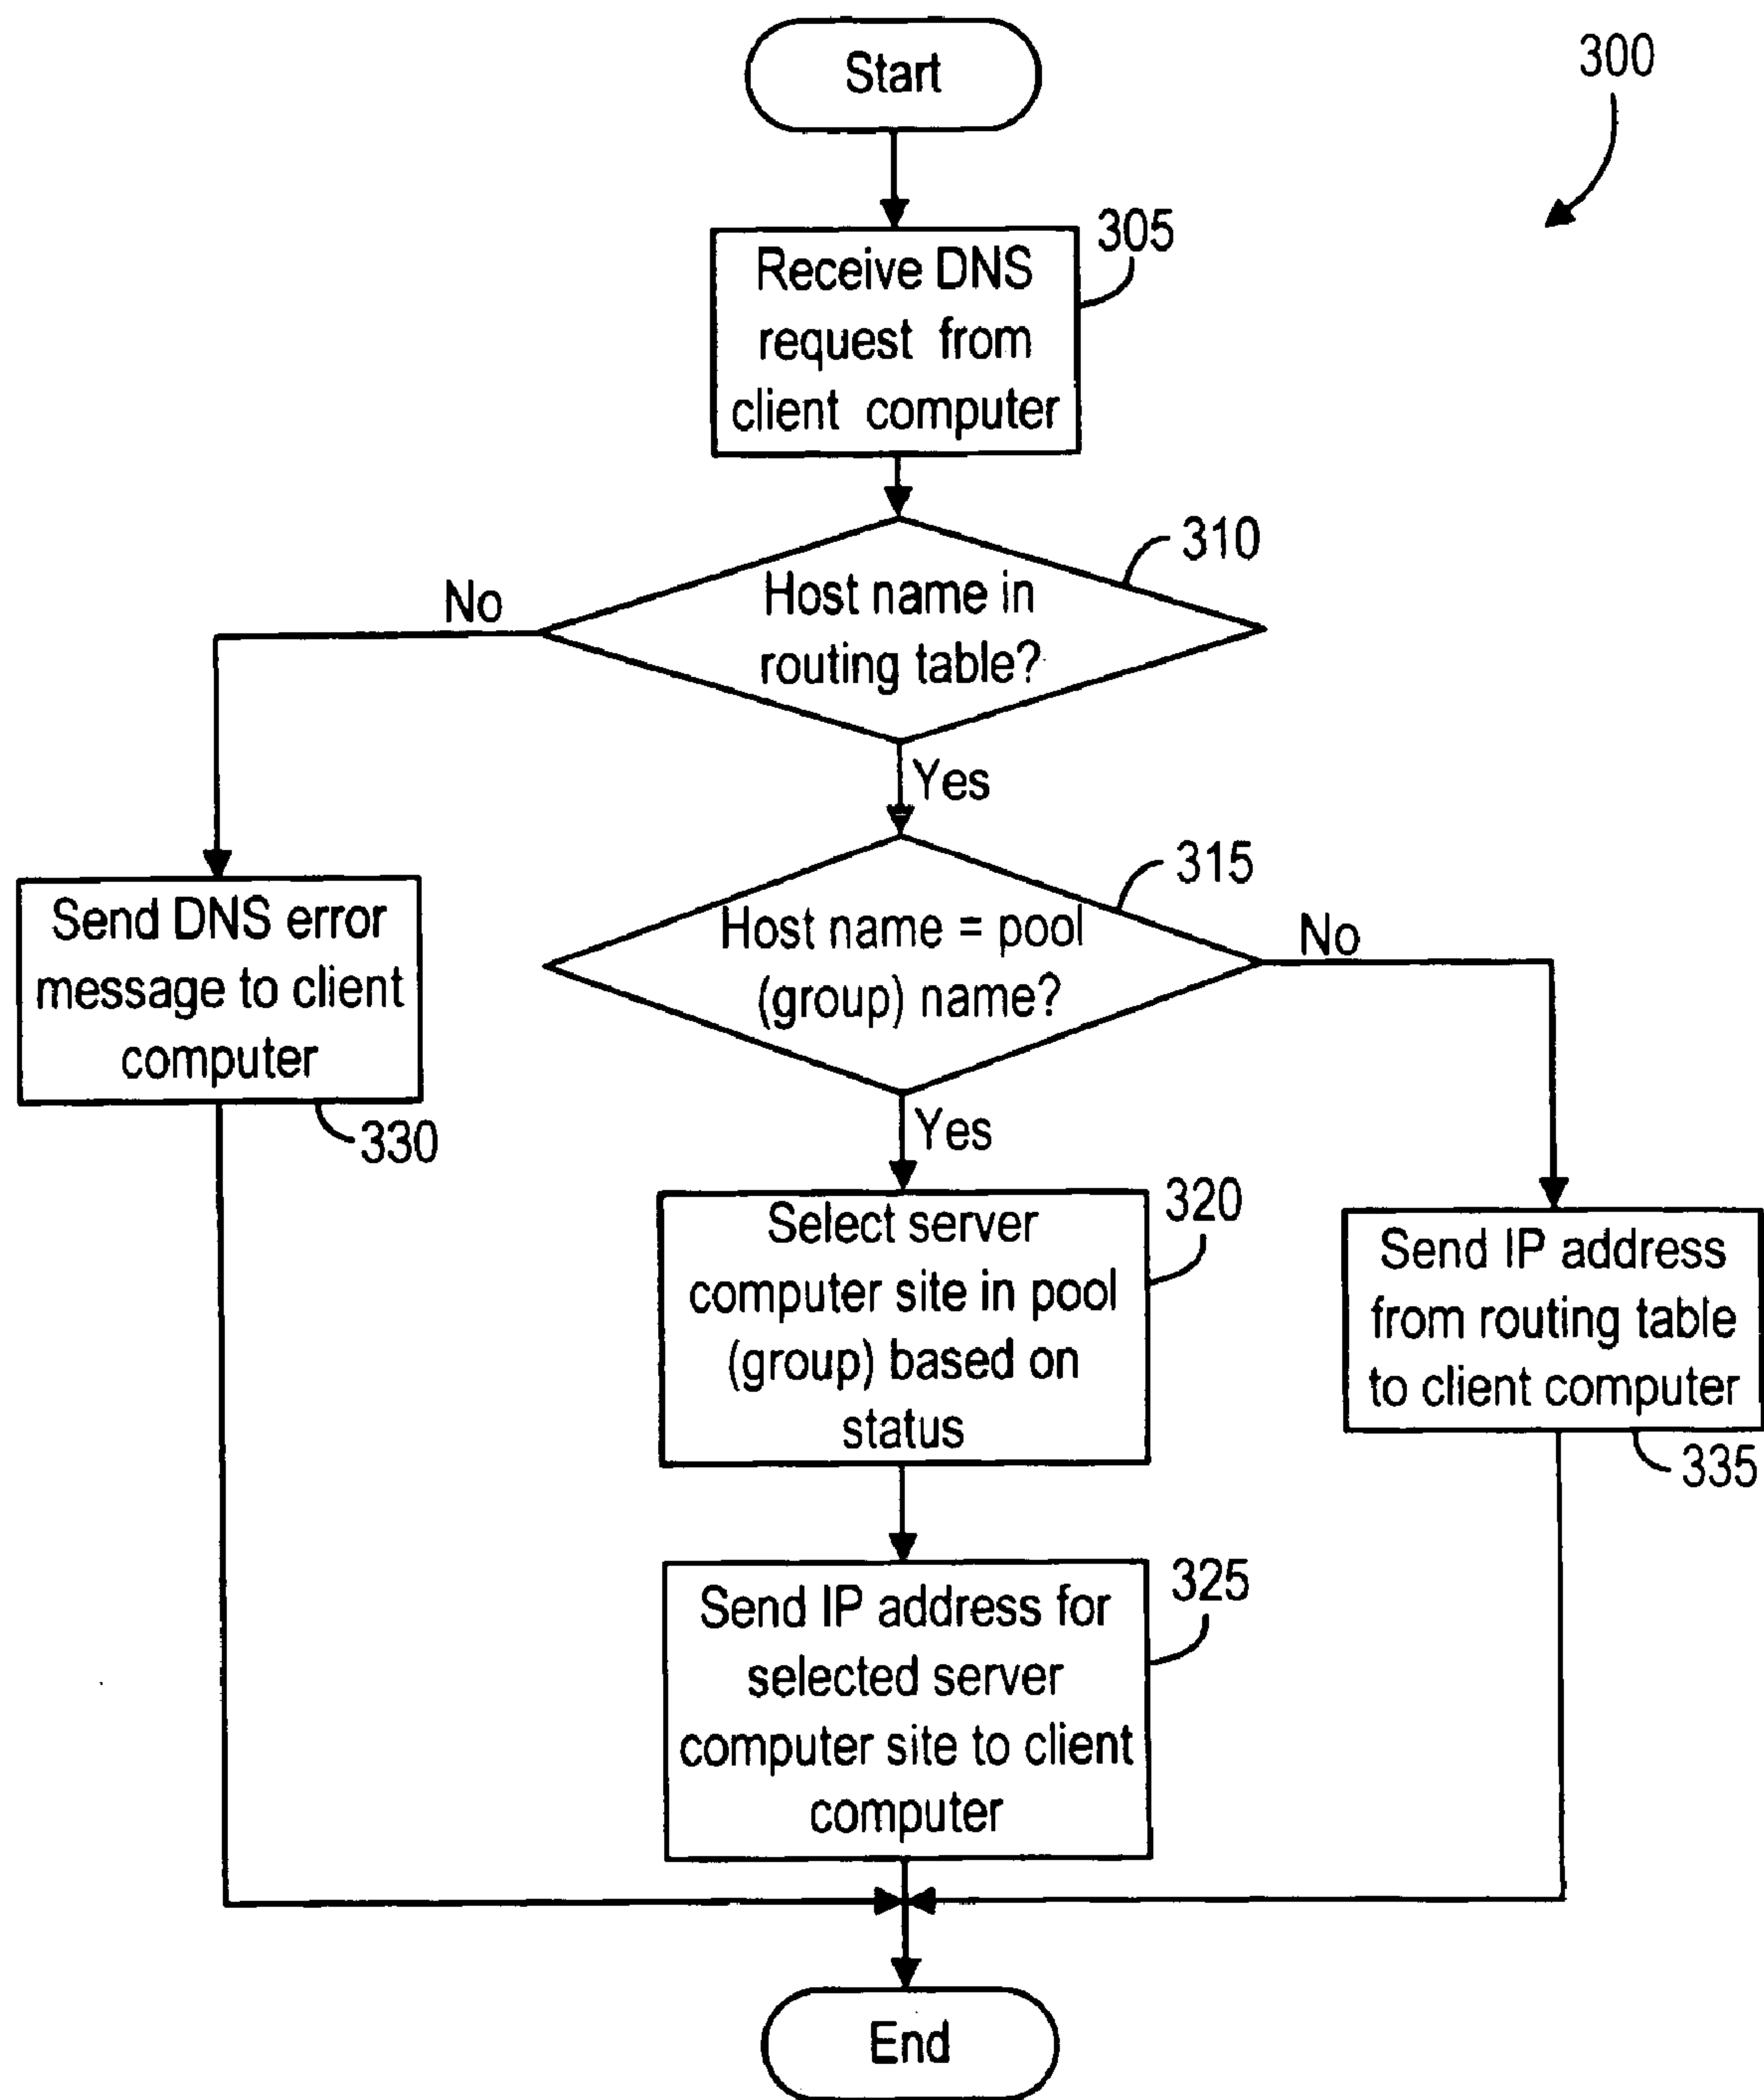 Start
300
305
Receive DNS
request from
client computer
310
Host name in
routing table?
No
Yes
315
Host name = pool
(group) name?
No
Send DNS error
message to client
computer
330
Yes
320
Select server
computer site in pool
(group) based on
status
Send IP address
from routing table
to client computer
335
325
Send IP address for
selected server
computer site to client
computer
End